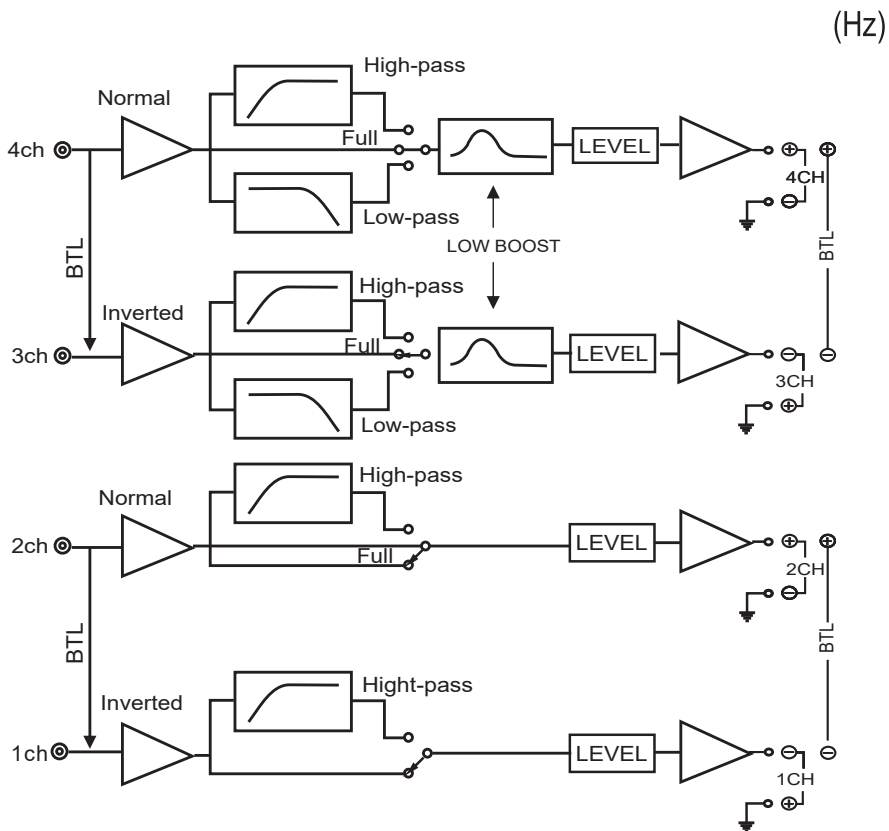 (Hz)
High-pass
Normal
Full
4ch
LEVEL
4CH
Low-pass
LOW BOOST
BTL
BTL
High-pass
Inverted
Full
3ch
LEVEL
3CH
Low-pass
High-pass
Normal
2ch
Full
LEVEL
2CH
BTL
BTL
Hight-pass
Inverted
1ch
LEVEL
1CH